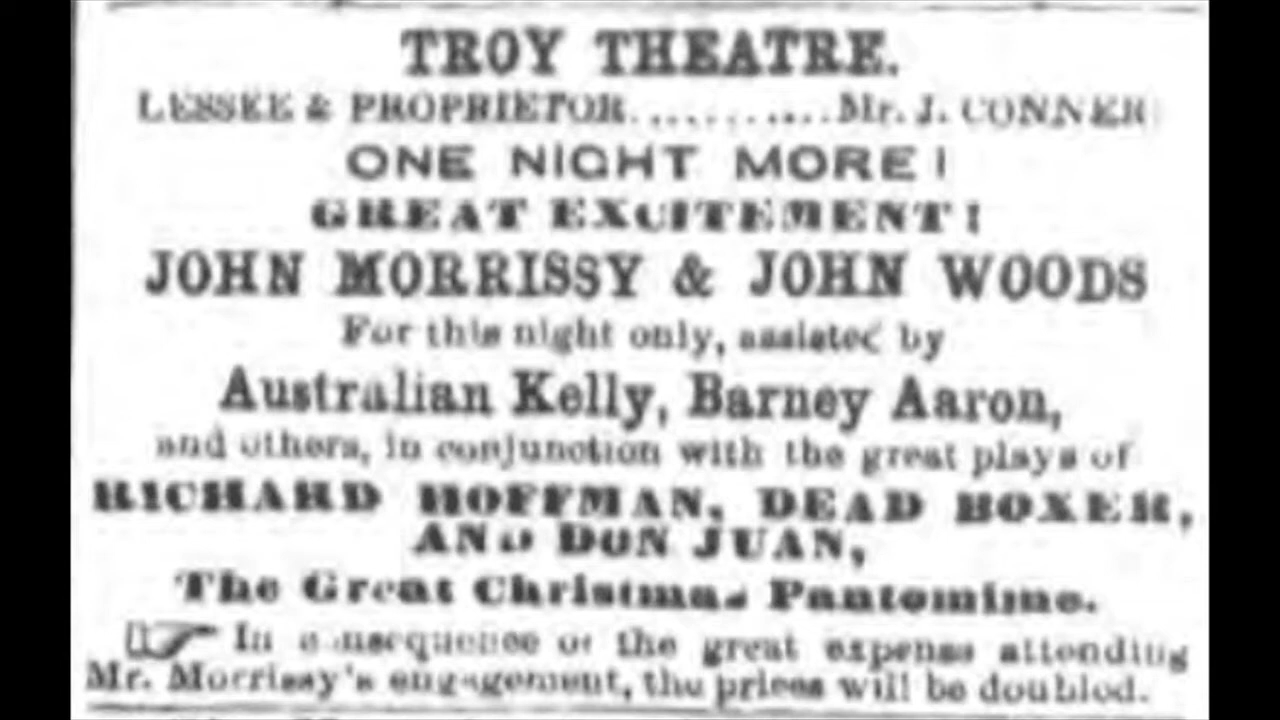 TROY THEATRE.
LESSEE & PROPRIETOR..........Mr. J. CONNER
ONE NIGHT MORE!
GREAT EXCITEMENT!
JOHN MORRISSY & JOHN WOODS
For this night only, assisted by
Australian Kelly, Barney Aaron,
and others, in conjunction with the great plays of
RICHARD HOFFMAN, DEAD BOXER,
AND DON JUAN,
The Great Christmas Pantomime.
☞ In consequence of the great expense attending
Mr. Morrissy's engagement, the prices will be doubled.